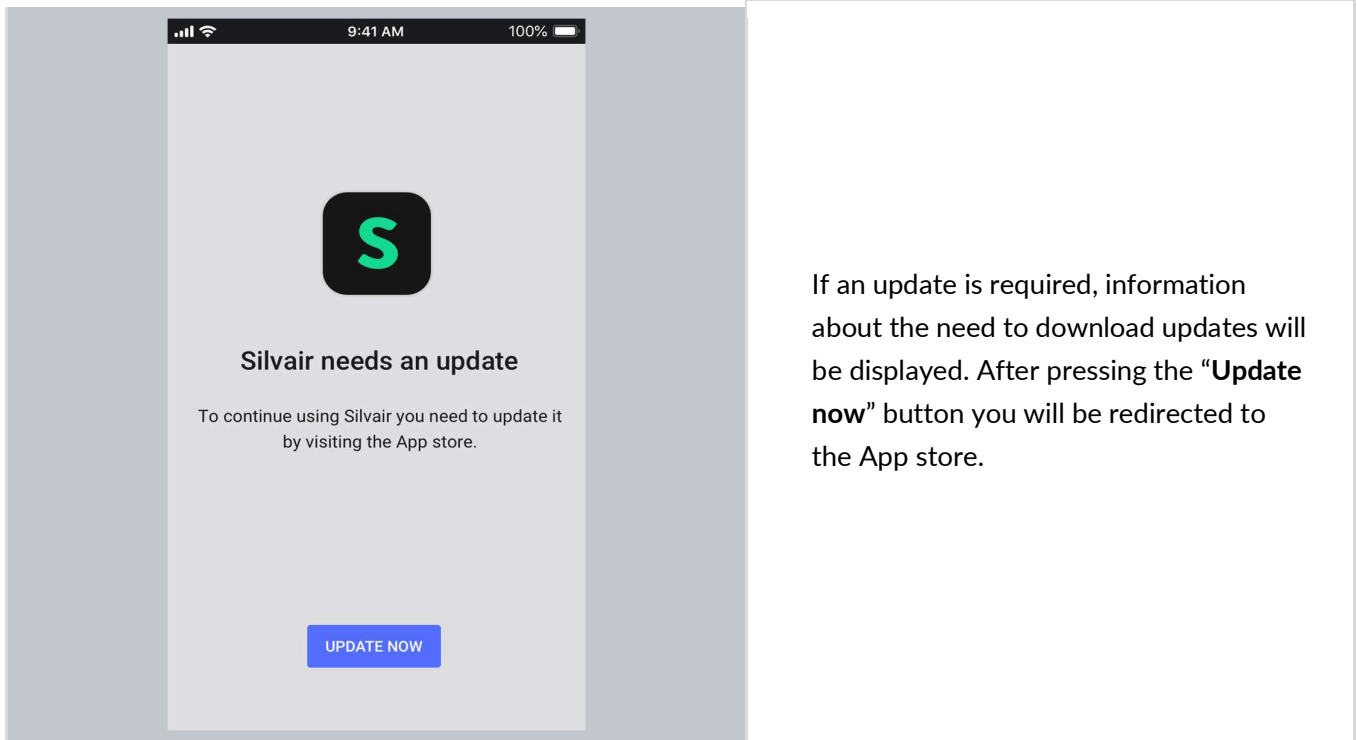 9:41 AM 100%
S
Silvair needs an update
To continue using Silvair you need to update it
by visiting the App store.
UPDATE NOW
If an update is required, information
about the need to download updates will
be displayed. After pressing the “Update
now” button you will be redirected to
the App store.